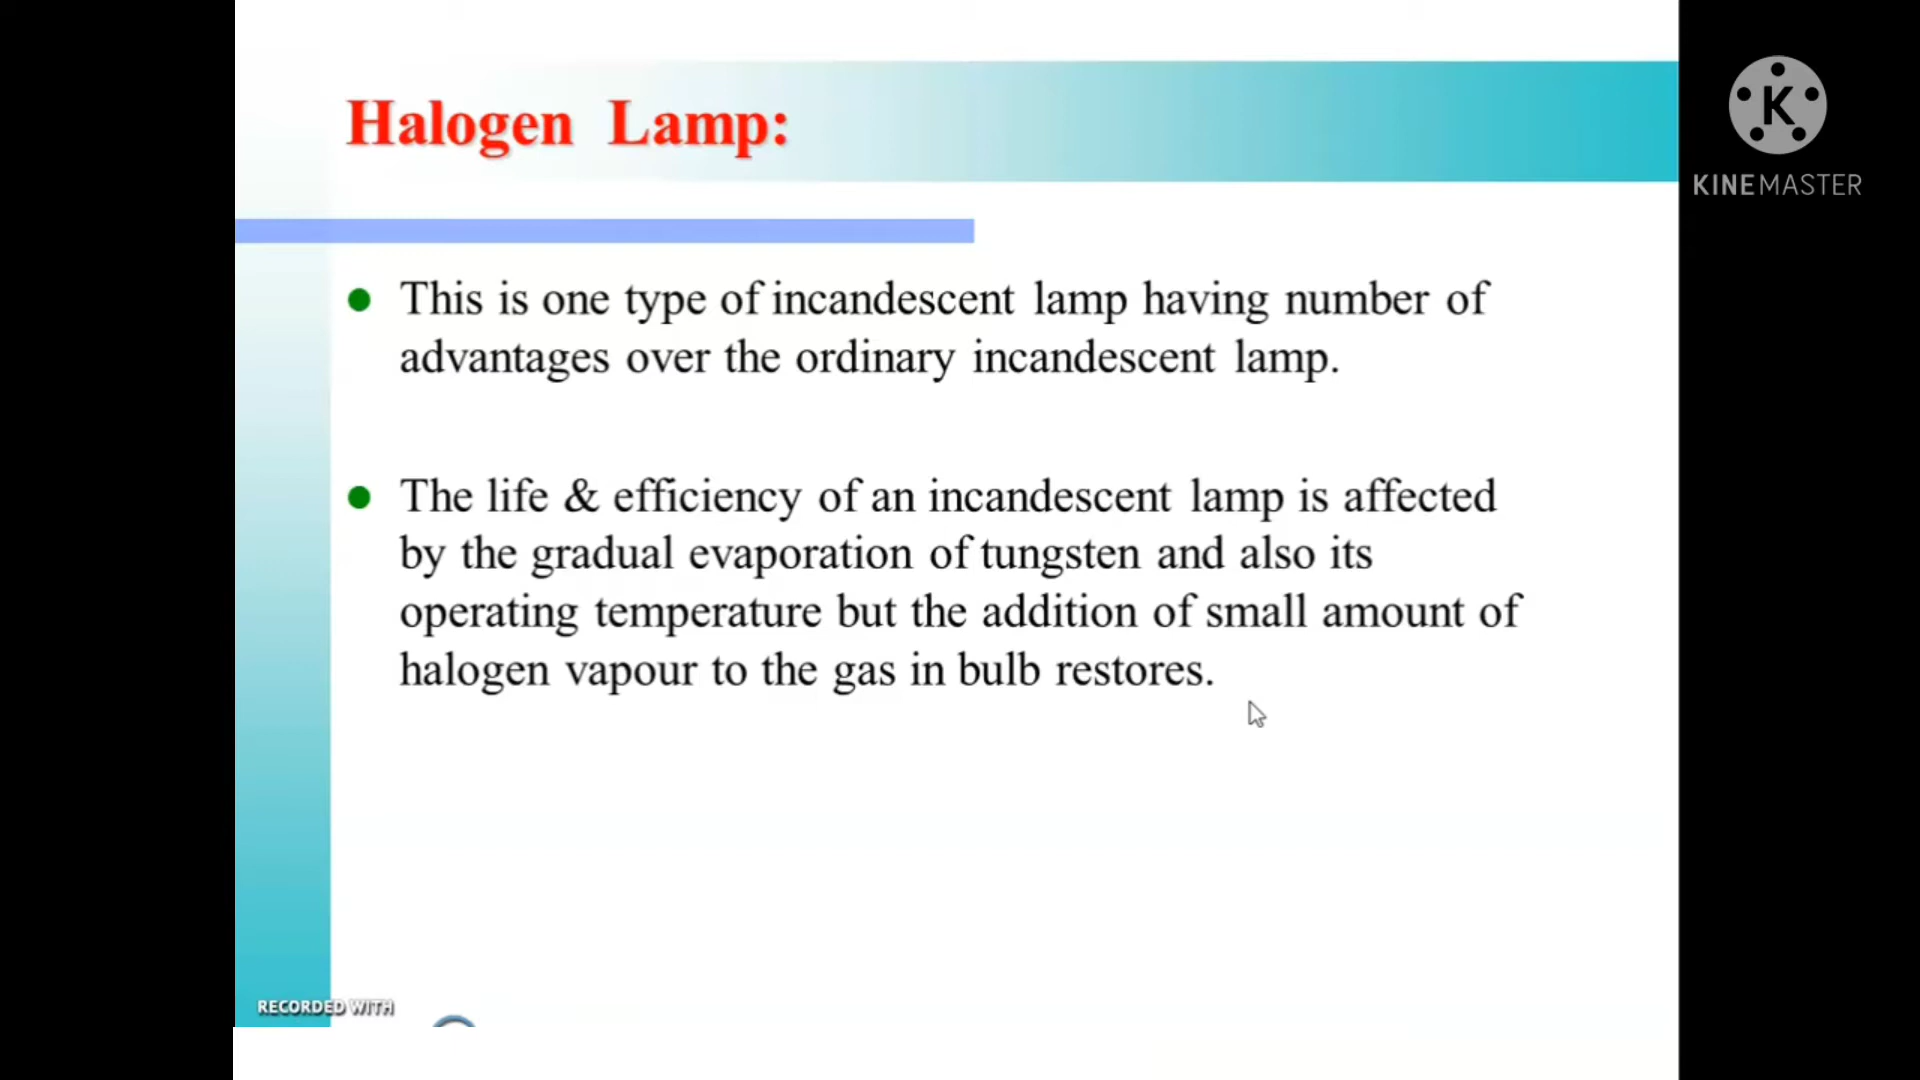 Halogen Lamp:
KINEMASTER
This is one type of incandescent lamp having number of
advantages over the ordinary incandescent lamp.
The life & efficiency of an incandescent lamp is affected
by the gradual evaporation of tungsten and also its
operating temperature but the addition of small amount of
halogen vapour to the gas in bulb restores.
RECORDED WITH